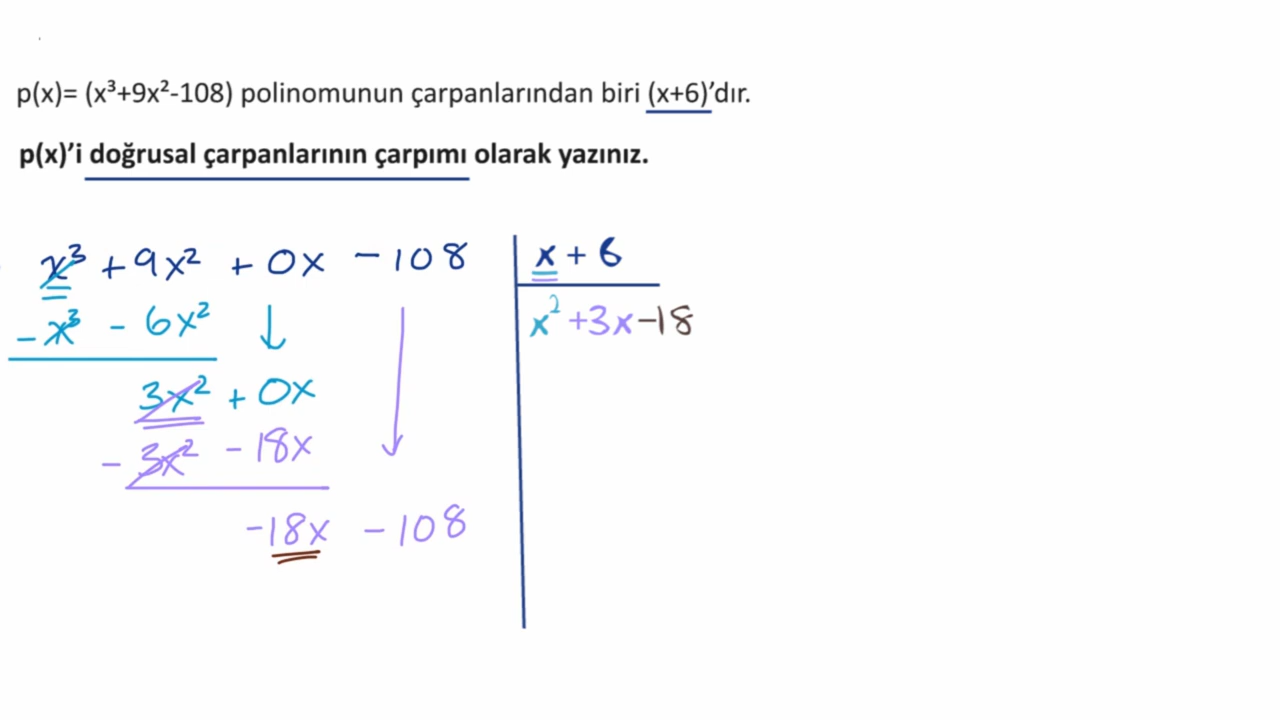 p(x)= (x³+9x²-108) polinomunun çarpanlarından biri (x+6)'dır.
p(x)'i doğrusal çarpanlarının çarpımı olarak yazınız.
x³ + 9x² + 0x - 108
x + 6
- x³ - 6x²
x² +3x -18
3x² + 0x
- 3x² - 18x
-18x - 108